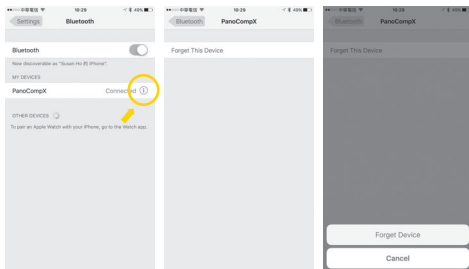 中華電信 18:29 49%
Settings Bluetooth
Bluetooth
Now discoverable as "Susan Ho 的 iPhone".
MY DEVICES
PanoCompX Connected
OTHER DEVICES
To pair an Apple Watch with your iPhone, go to the Watch app.
中華電信 18:29 49%
Bluetooth PanoCompX
Forget This Device
中華電信 18:29 49%
Bluetooth PanoCompX
Forget This Device
Forget Device
Cancel